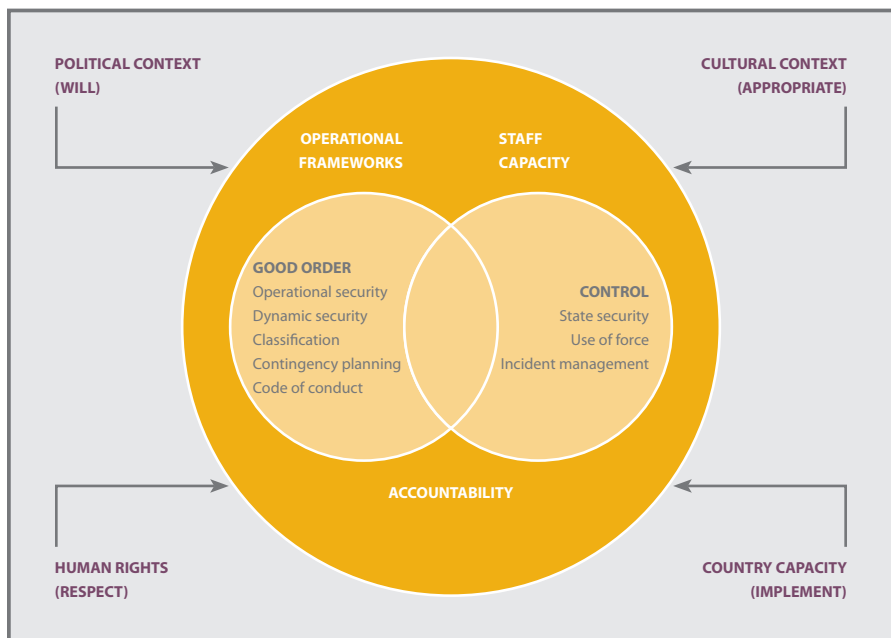 POLITICAL CONTEXT
(WILL)
CULTURAL CONTEXT
(APPROPRIATE)
OPERATIONAL
FRAMEWORKS
STAFF
CAPACITY
GOOD ORDER
Operational security
Dynamic security
Classification
Contingency planning
Code of conduct
CONTROL
State security
Use of force
Incident management
ACCOUNTABILITY
HUMAN RIGHTS
(RESPECT)
COUNTRY CAPACITY
(IMPLEMENT)